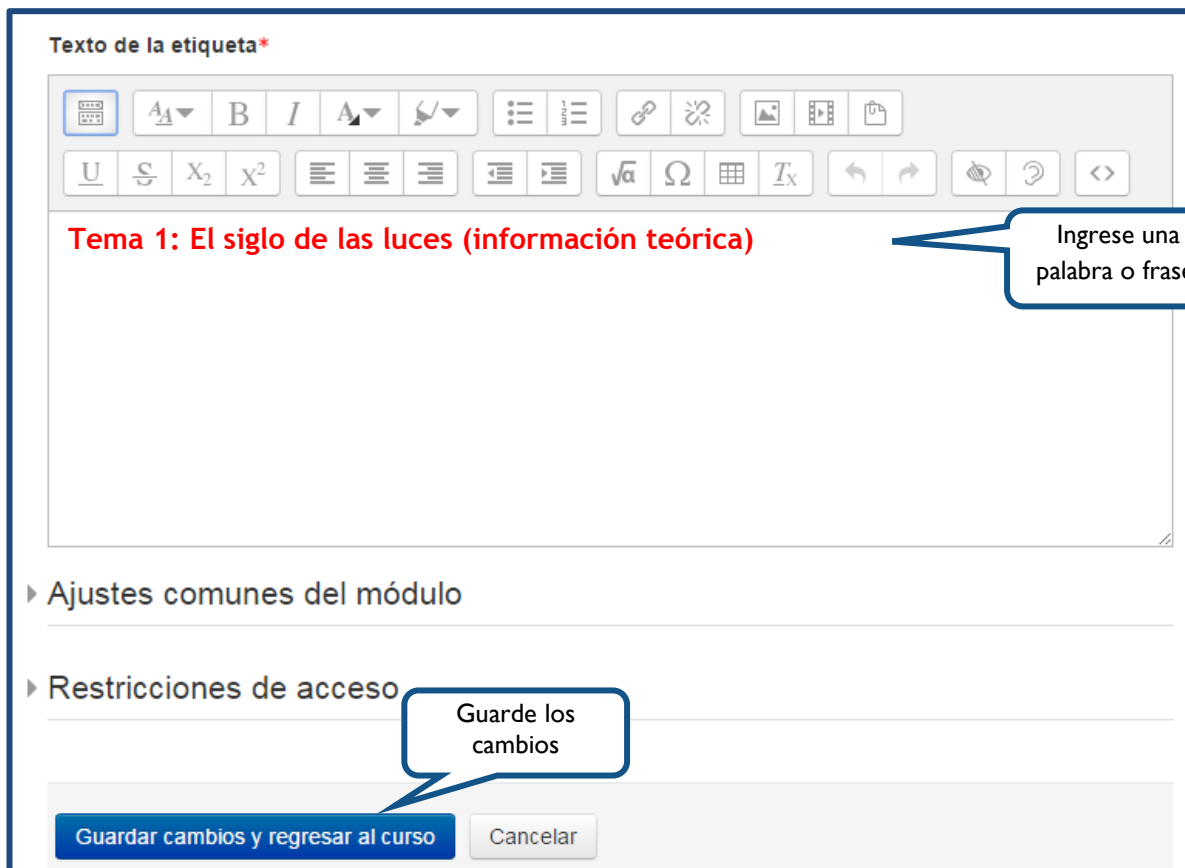 Texto de la etiqueta*
Tema 1: El siglo de las luces (información teórica)
Ingrese una
palabra o frase
Ajustes comunes del módulo
Restricciones de acceso
Guarde los
cambios
Guardar cambios y regresar al curso
Cancelar